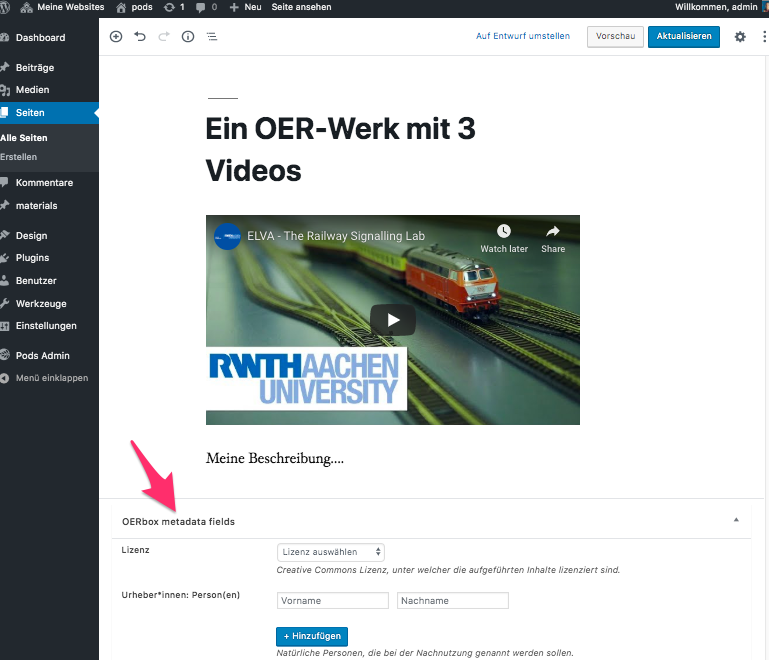 Meine Websites pods 1 0 Neu Seite ansehen Willkommen, admin
Dashboard
Beiträge
Medien
Seiten
Alle Seiten
Erstellen
Kommentare
materials
Design
Plugins
Benutzer
Werkzeuge
Einstellungen
Pods Admin
Menü einklappen
Auf Entwurf umstellen Vorschau Aktualisieren
Ein OER-Werk mit 3
Videos
ELVA - The Railway Signalling Lab
Watch later Share
RWTHAACHEN
UNIVERSITY
Meine Beschreibung....
OERbox metadata fields
Lizenz Lizenz auswählen
Creative Commons Lizenz, unter welcher die aufgeführten Inhalte lizenziert sind.
Urheber*innen: Person(en) Vorname Nachname
+ Hinzufügen
Natürliche Personen, die bei der Nachnutzung genannt werden sollen.